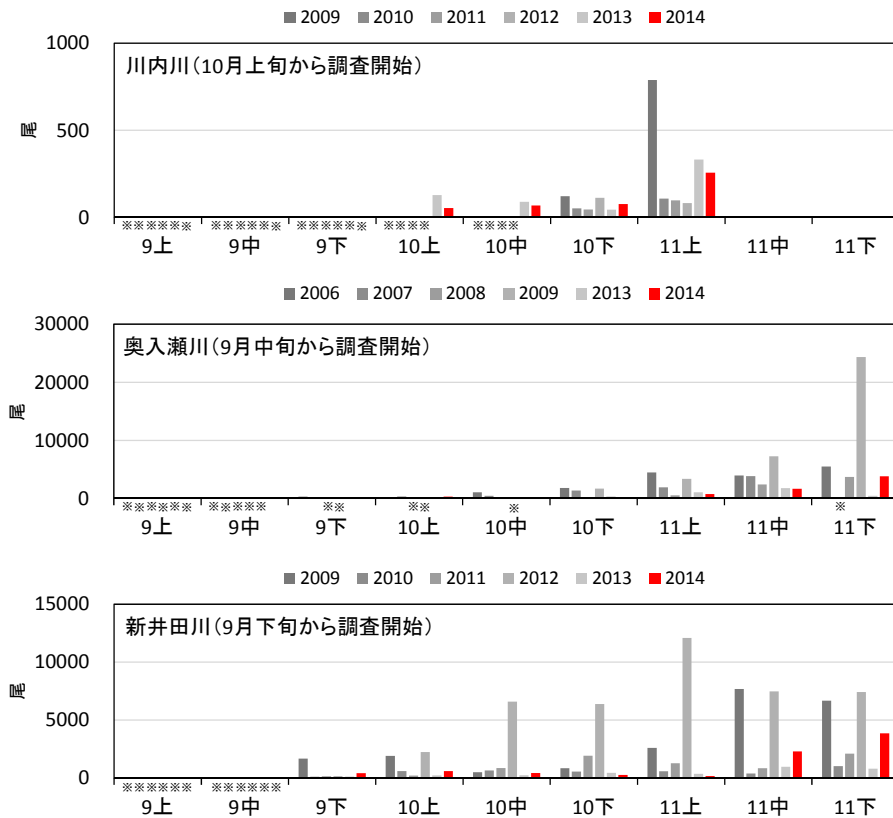 2009 2010 2011 2012 2013 2014
1000
川内川(10月上旬から調査開始)
尾
500
0
※※※※※※ ※※※※※※ ※※※※※※ ※※※※ ※※※※
9上 9中 9下 10上 10中 10下 11上 11中 11下
2006 2007 2008 2009 2013 2014
30000
奥入瀬川(9月中旬から調査開始)
20000
尾
10000
0
※※※※※※ ※※※※※ ※※ ※※ ※ ※
9上 9中 9下 10上 10中 10下 11上 11中 11下
2009 2010 2011 2012 2013 2014
15000
新井田川(9月下旬から調査開始)
10000
尾
5000
0
※※※※※※ ※※※※※※
9上 9中 9下 10上 10中 10下 11上 11中 11下